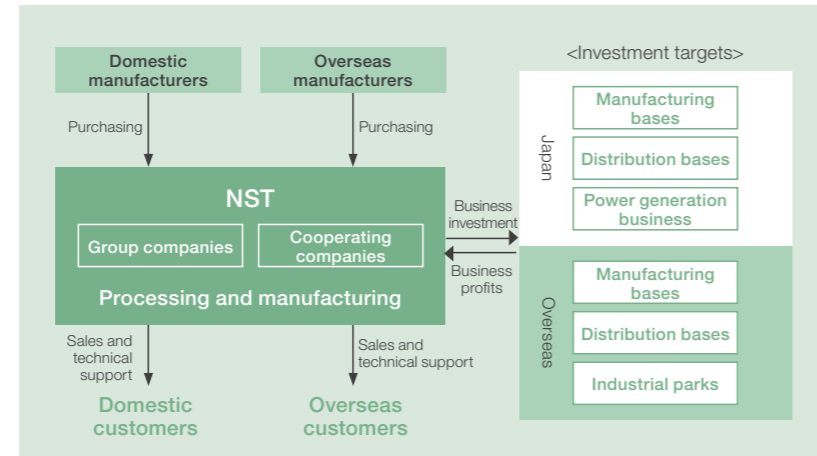 Domestic
manufacturers
Overseas
manufacturers
Purchasing
Purchasing
NST
Group companies
Cooperating
companies
Processing and manufacturing
Sales and
technical
support
Sales and
technical support
Domestic
customers
Overseas
customers
Business
investment
Business
profits
<Investment targets>
Japan
Manufacturing
bases
Distribution bases
Power generation
business
Overseas
Manufacturing
bases
Distribution bases
Industrial parks